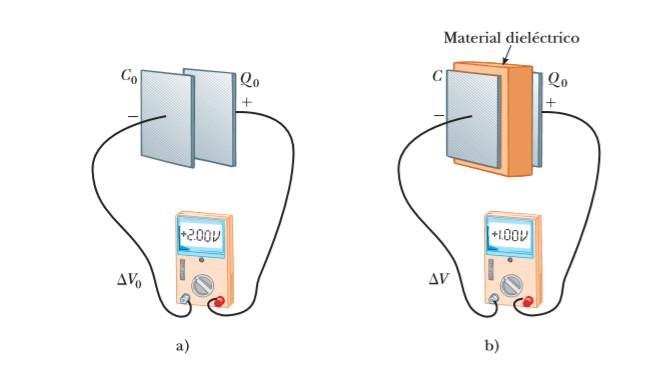 Material dieléctrico
C₀
Q₀
+
−
+2.00V
ΔV₀
a)
C
Q₀
+
−
+1.00V
ΔV
b)